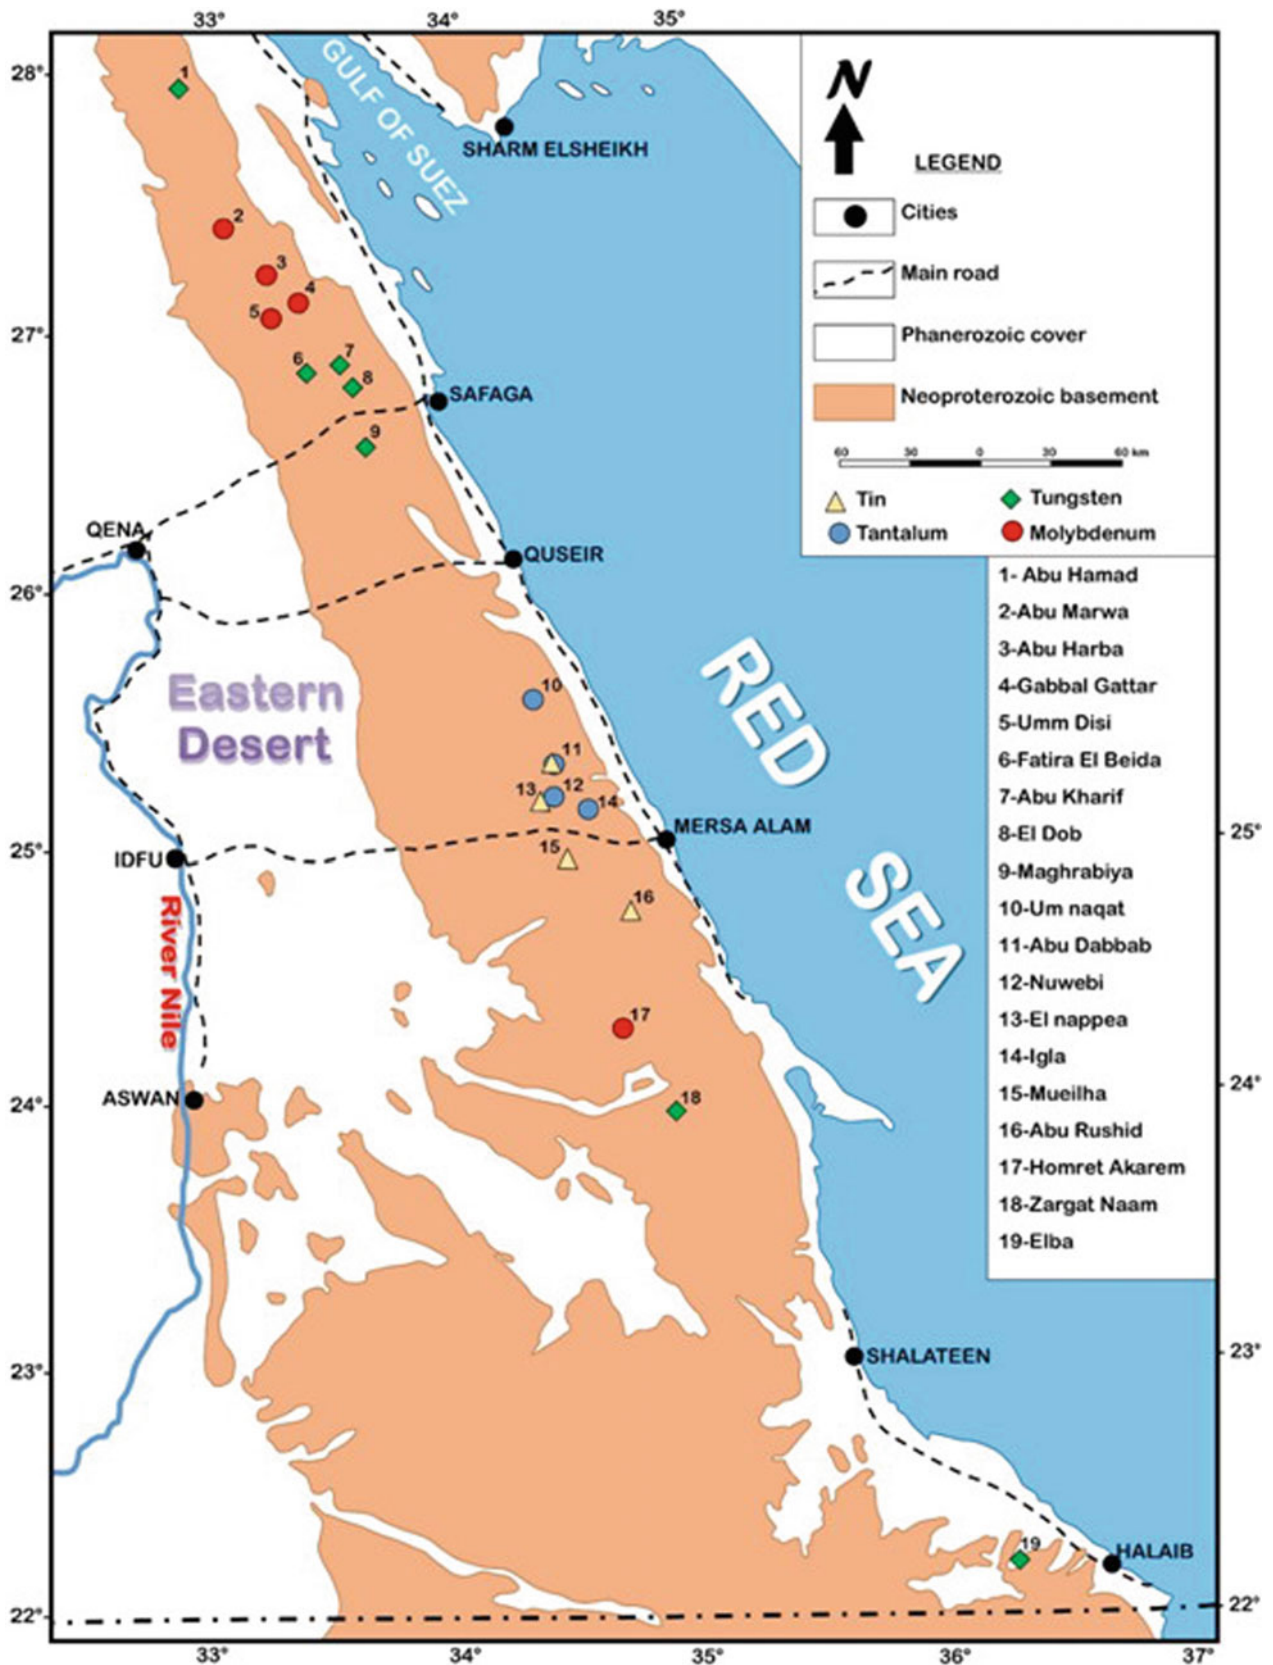 33°
34°
35°
28°
27°
26°
25°
24°
23°
22°
1
2
3
4
5
6
7
8
9
10
11
12
13
14
15
16
17
18
19
GULF OF SUEZ
SHARM ELSHEIKH
SAFAGA
QENA
QUSEIR
Eastern
Desert
RED
SEA
MERSA ALAM
IDFU
River Nile
ASWAN
SHALATEEN
HALAIB
N
LEGEND
Cities
Main road
Phanerozoic cover
Neoproterozoic basement
60 30 0 30 60 km
Tin
Tungsten
Tantalum
Molybdenum
1- Abu Hamad
2-Abu Marwa
3-Abu Harba
4-Gabbal Gattar
5-Umm Disi
6-Fatira El Beida
7-Abu Kharif
8-El Dob
9-Maghrabiya
10-Um naqat
11-Abu Dabbab
12-Nuwebi
13-El nappea
14-Igla
15-Mueilha
16-Abu Rushid
17-Homret Akarem
18-Zargat Naam
19-Elba
25°
24°
23°
22°
33°
34°
35°
36°
37°